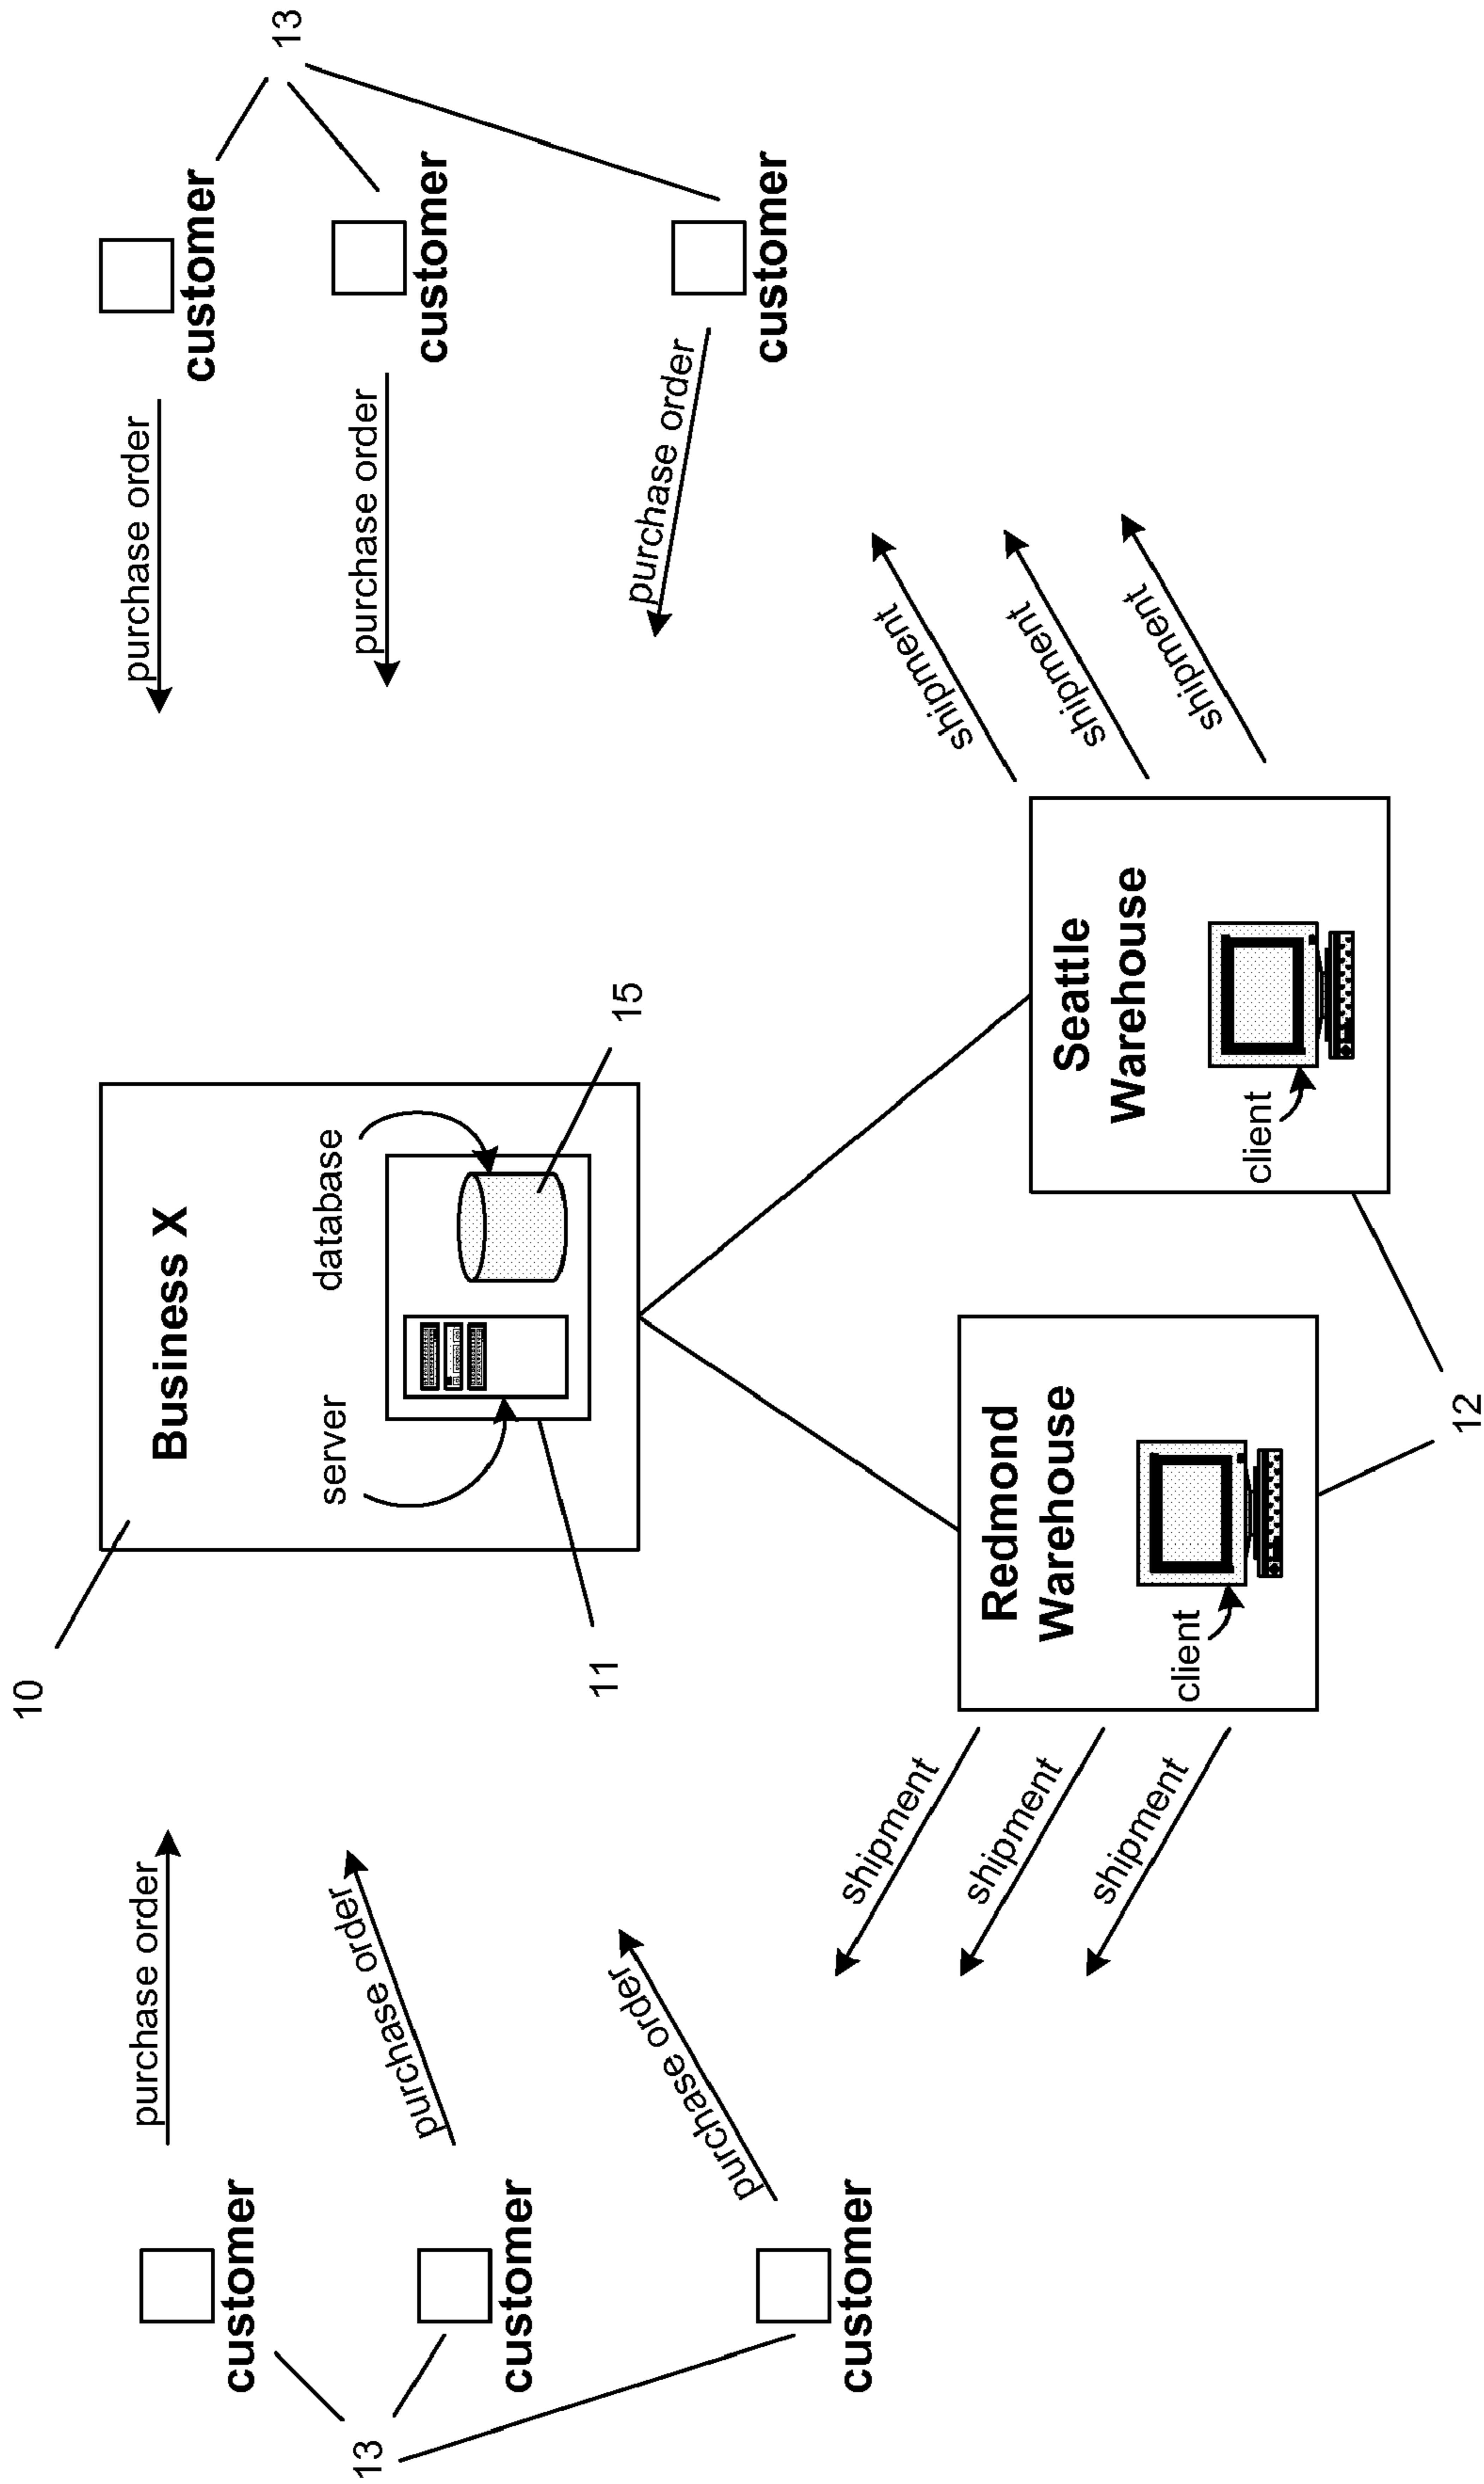 10
Business X
server
database
11
15
13
customer
customer
customer
purchase order
purchase order
purchase order
13
customer
customer
customer
purchase order
purchase order
purchase order
Redmond
Warehouse
client
Seattle
Warehouse
client
12
shipment
shipment
shipment
shipment
shipment
shipment